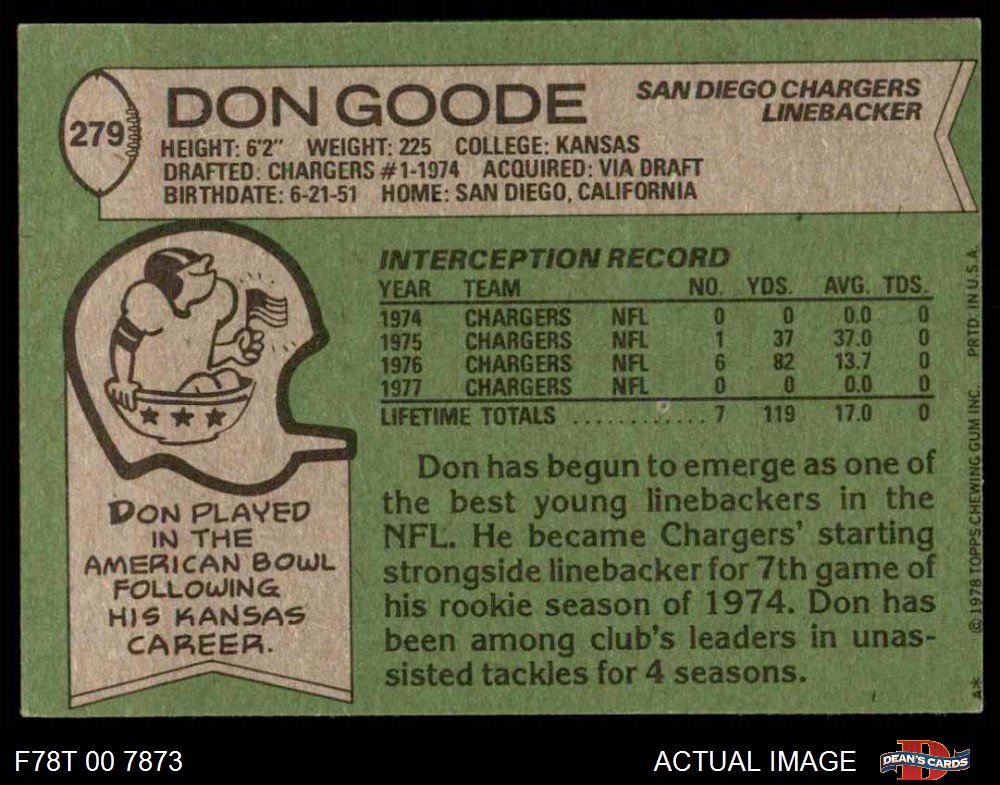 279
DON GOODE
SAN DIEGO CHARGERS
LINEBACKER
HEIGHT: 6'2" WEIGHT: 225 COLLEGE: KANSAS
DRAFTED: CHARGERS #1-1974 ACQUIRED: VIA DRAFT
BIRTHDATE: 6-21-51 HOME: SAN DIEGO, CALIFORNIA
INTERCEPTION RECORD
YEAR TEAM NO. YDS. AVG. TDS.
1974 CHARGERS NFL 0 0 0.0 0
1975 CHARGERS NFL 1 37 37.0 0
1976 CHARGERS NFL 6 82 13.7 0
1977 CHARGERS NFL 0 0 0.0 0
LIFETIME TOTALS ............ 7 119 17.0 0
Don has begun to emerge as one of
the best young linebackers in the
NFL. He became Chargers' starting
strongside linebacker for 7th game of
his rookie season of 1974. Don has
been among club's leaders in unas-
sisted tackles for 4 seasons.
DON PLAYED
IN THE
AMERICAN BOWL
FOLLOWING
HIS KANSAS
CAREER.
A* ©1978 TOPPS CHEWING GUM INC. PRTD. IN U.S.A.
F78T 00 7873
ACTUAL IMAGE
D
DEAN'S CARDS